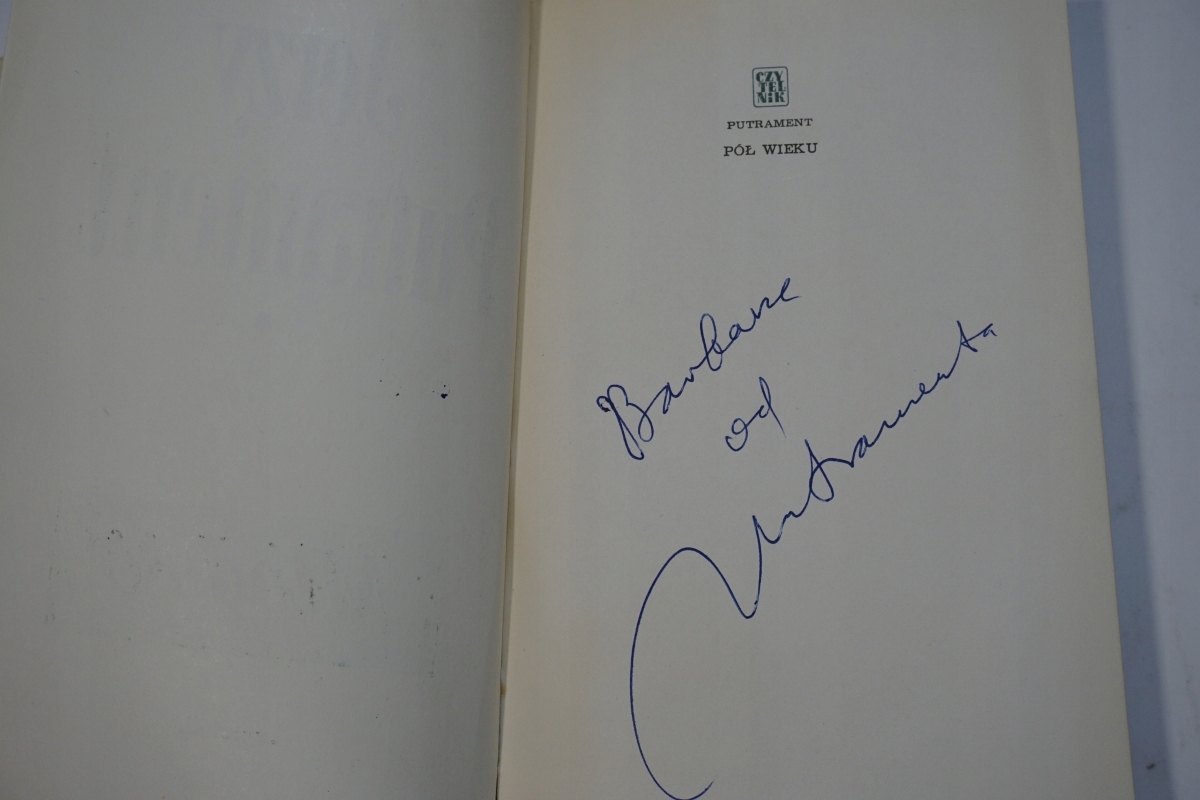 CZY
TEL
NIK
PUTRAMENT
PÓŁ WIEKU
Barbarze
od
Putramenta